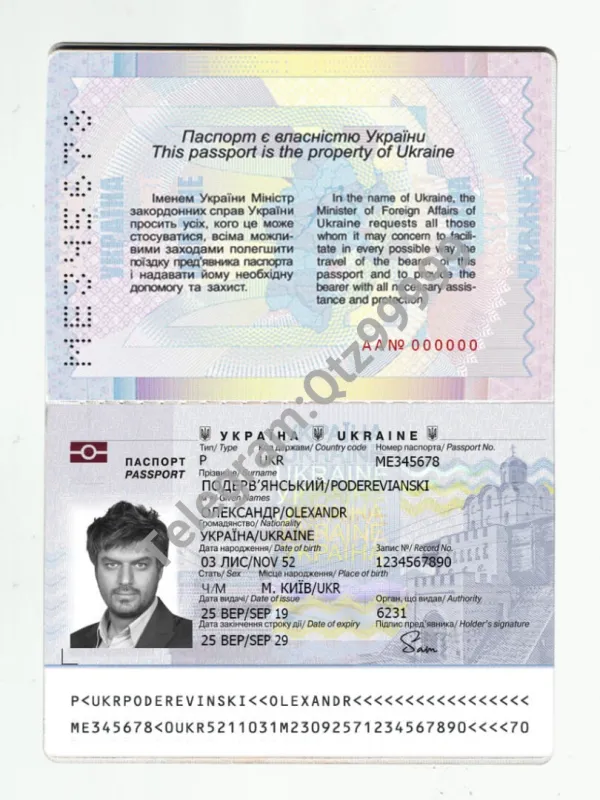 ME345678
Паспорт є власністю України
This passport is the property of Ukraine
Іменем України Міністр
закордонних справ України
просить усіх, кого це може
стосуватися, всіма можли-
вими заходами полегшити
поїздку пред'явника паспорта
і надавати йому необхідну
допомогу та захист.
In the name of Ukraine, the
Minister of Foreign Affairs of
Ukraine requests all those
whom it may concern to facili-
tate in every possible way the
travel of the bearer of this
passport and to provide the
bearer with all necessary assis-
tance and protection
УКРАЇНА
UKRAINE
АА№ 000000
УКРАЇНА UKRAINE
ПАСПОРТ
PASSPORT
Тип/ Type Код держави/ Country code Номер паспорта/ Passport No.
P UKR ME345678
Прізвище/ Surname
ПОДЕРВ'ЯНСЬКИЙ/PODEREVIANSKI
Given Names
ОЛЕКСАНДР/OLEXANDR
Громадянство/ Nationality
УКРАЇНА/UKRAINE
Дата народження/ Date of birth Запис №/ Record No.
03 ЛИС/NOV 52 1234567890
Стать/ Sex Місце народження/ Place of birth
Ч/M М. КИЇВ/UKR
Дата видачі/ Date of issue Орган, що видав/ Authority
25 ВЕР/SEP 19 6231
Дата закінчення строку дії/ Date of expiry Підпис пред'явника/ Holder's signature
25 ВЕР/SEP 29 Sam
P<UKRPODEREVINSKI<<OLEXANDR<<<<<<<<<<<<<<<<<
ME345678<0UKR5211031M23092571234567890<<<<70